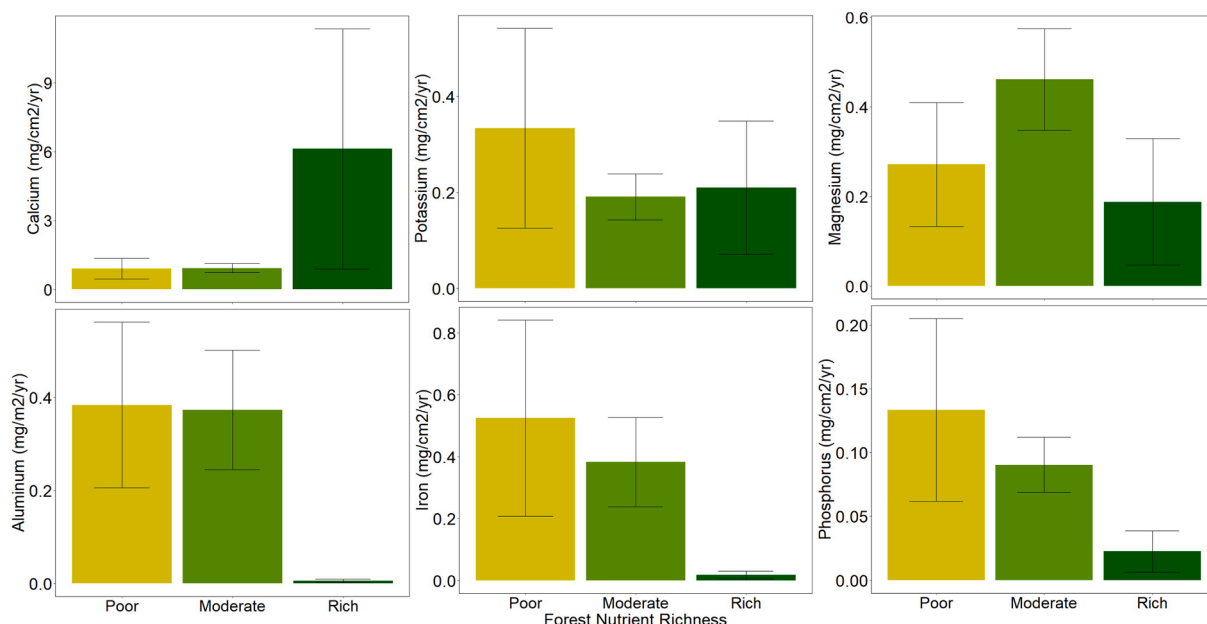 Calcium (mg/cm2/yr)
9
6
3
0
Potassium (mg/cm2/yr)
0.4
0.2
0.0
Magnesium (mg/cm2/yr)
0.6
0.4
0.2
0.0
Aluminum (mg/m2/yr)
0.4
0.2
0.0
Poor Moderate Rich
Iron (mg/cm2/yr)
0.8
0.6
0.4
0.2
0.0
Poor Moderate Rich
Phosphorus (mg/cm2/yr)
0.20
0.15
0.10
0.05
0.00
Poor Moderate Rich
Forest Nutrient Richness